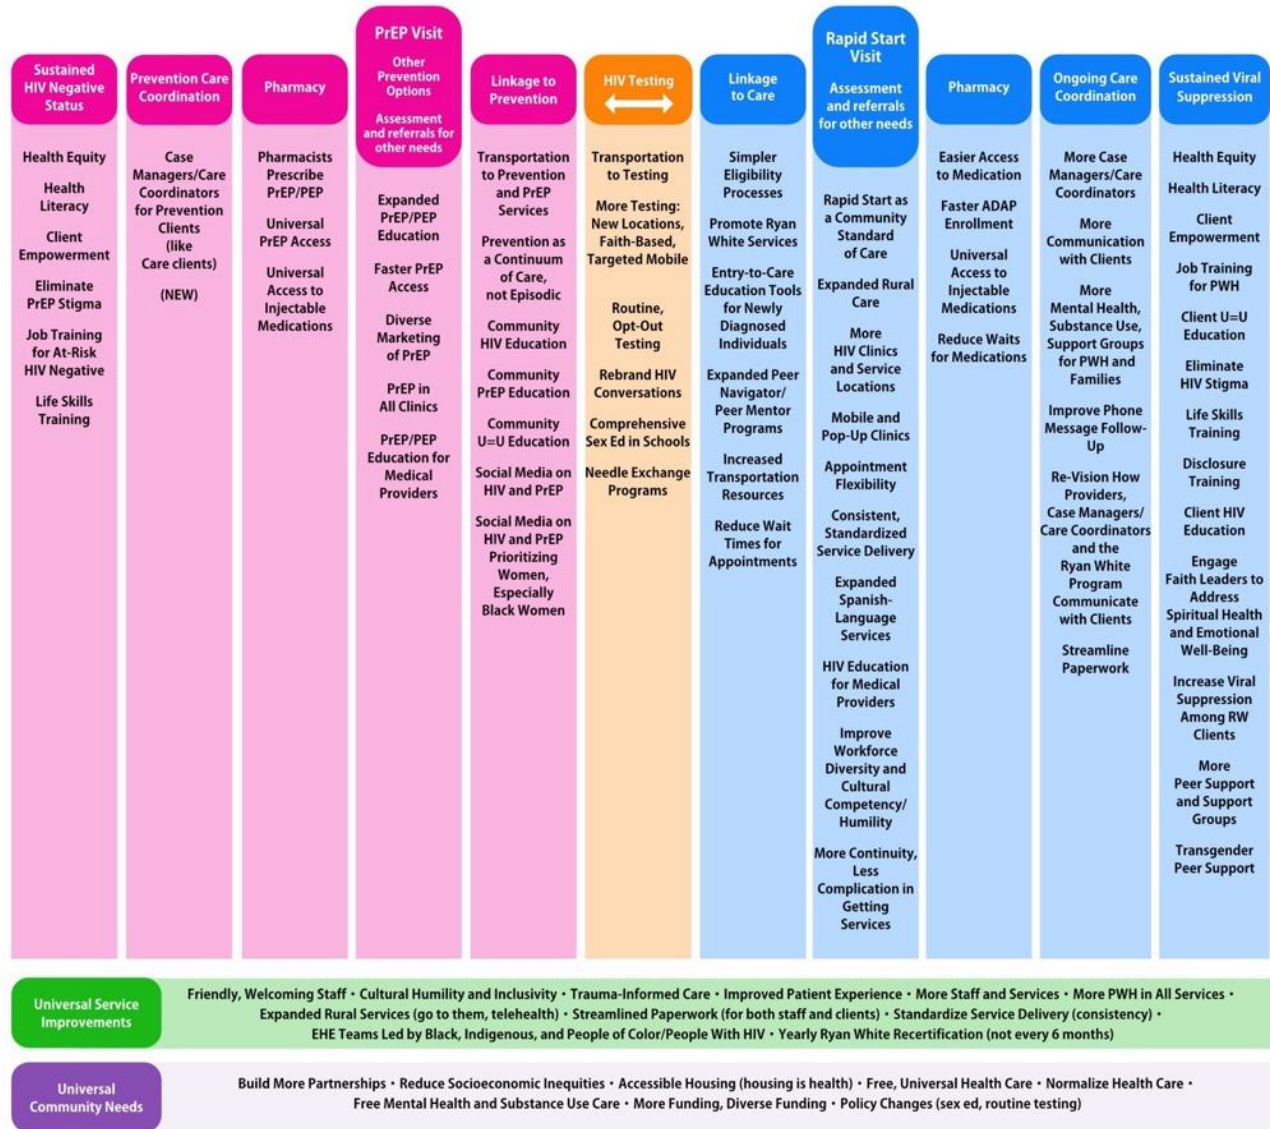 Sustained
HIV Negative
Status
Health Equity
Health
Literacy
Client
Empowerment
Eliminate
PrEP Stigma
Job Training
for At-Risk
HIV Negative
Life Skills
Training
Prevention Care
Coordination
Case
Managers/Care
Coordinators
for Prevention
Clients
(like
Care clients)
(NEW)
Pharmacy
Pharmacists
Prescribe
PrEP/PEP
Universal
PrEP Access
Universal
Access to
Injectable
Medications
PrEP Visit
Other
Prevention
Options
Assessment
and referrals for
other needs
Expanded
PrEP/PEP
Education
Faster PrEP
Access
Diverse
Marketing
of PrEP
PrEP in
All Clinics
PrEP/PEP
Education for
Medical
Providers
Linkage to
Prevention
Transportation
to Prevention
and PrEP
Services
Prevention as
a Continuum
of Care,
not Episodic
Community
HIV Education
Community
PrEP Education
Community
U=U Education
Social Media on
HIV and PrEP
Social Media on
HIV and PrEP
Prioritizing
Women,
Especially
Black Women
HIV Testing
Transportation
to Testing
More Testing:
New Locations,
Faith-Based,
Targeted Mobile
Routine,
Opt-Out
Testing
Rebrand HIV
Conversations
Comprehensive
Sex Ed in Schools
Needle Exchange
Programs
Linkage
to Care
Simpler
Eligibility
Processes
Promote Ryan
White Services
Entry-to-Care
Education Tools
for Newly
Diagnosed
Individuals
Expanded Peer
Navigator/
Peer Mentor
Programs
Increased
Transportation
Resources
Reduce Wait
Times for
Appointments
Rapid Start
Visit
Assessment
and referrals
for other needs
Rapid Start as
a Community
Standard
of Care
Expanded Rural
Care
More
HIV Clinics
and Service
Locations
Mobile and
Pop-Up Clinics
Appointment
Flexibility
Consistent,
Standardized
Service Delivery
Expanded
Spanish-
Language
Services
HIV Education
for Medical
Providers
Improve
Workforce
Diversity and
Cultural
Competency/
Humility
More Continuity,
Less
Complication in
Getting
Services
Pharmacy
Easier Access
to Medication
Faster ADAP
Enrollment
Universal
Access to
Injectable
Medications
Reduce Waits
for Medications
Ongoing Care
Coordination
More Case
Managers/Care
Coordinators
More
Communication
with Clients
More
Mental Health,
Substance Use,
Support Groups
for PWH and
Families
Improve Phone
Message Follow-
Up
Re-Vision How
Providers,
Case Managers/
Care Coordinators
and the
Ryan White
Program
Communicate
with Clients
Streamline
Paperwork
Sustained Viral
Suppression
Health Equity
Health Literacy
Client
Empowerment
Job Training
for PWH
Client U=U
Education
Eliminate
HIV Stigma
Life Skills
Training
Disclosure
Training
Client HIV
Education
Engage
Faith Leaders to
Address
Spiritual Health
and Emotional
Well-Being
Increase Viral
Suppression
Among RW
Clients
More
Peer Support
and Support
Groups
Transgender
Peer Support
Universal Service
Improvements
Friendly, Welcoming Staff • Cultural Humility and Inclusivity • Trauma-Informed Care • Improved Patient Experience • More Staff and Services • More PWH in All Services •
Expanded Rural Services (go to them, telehealth) • Streamlined Paperwork (for both staff and clients) • Standardize Service Delivery (consistency) •
EHE Teams Led by Black, Indigenous, and People of Color/People With HIV • Yearly Ryan White Recertification (not every 6 months)
Universal
Community Needs
Build More Partnerships • Reduce Socioeconomic Inequities • Accessible Housing (housing is health) • Free, Universal Health Care • Normalize Health Care •
Free Mental Health and Substance Use Care • More Funding, Diverse Funding • Policy Changes (sex ed, routine testing)